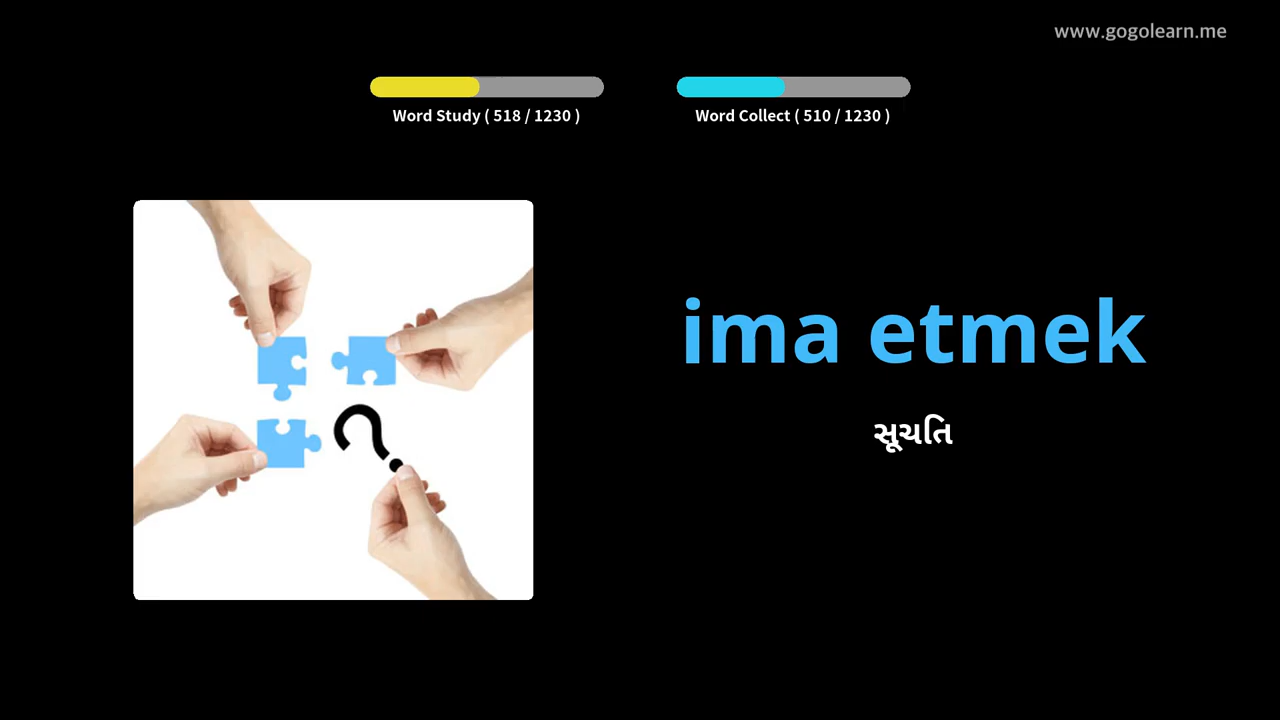 www.gogolearn.me
Word Study ( 518 / 1230 )
Word Collect ( 510 / 1230 )
ima etmek
સૂચતિ